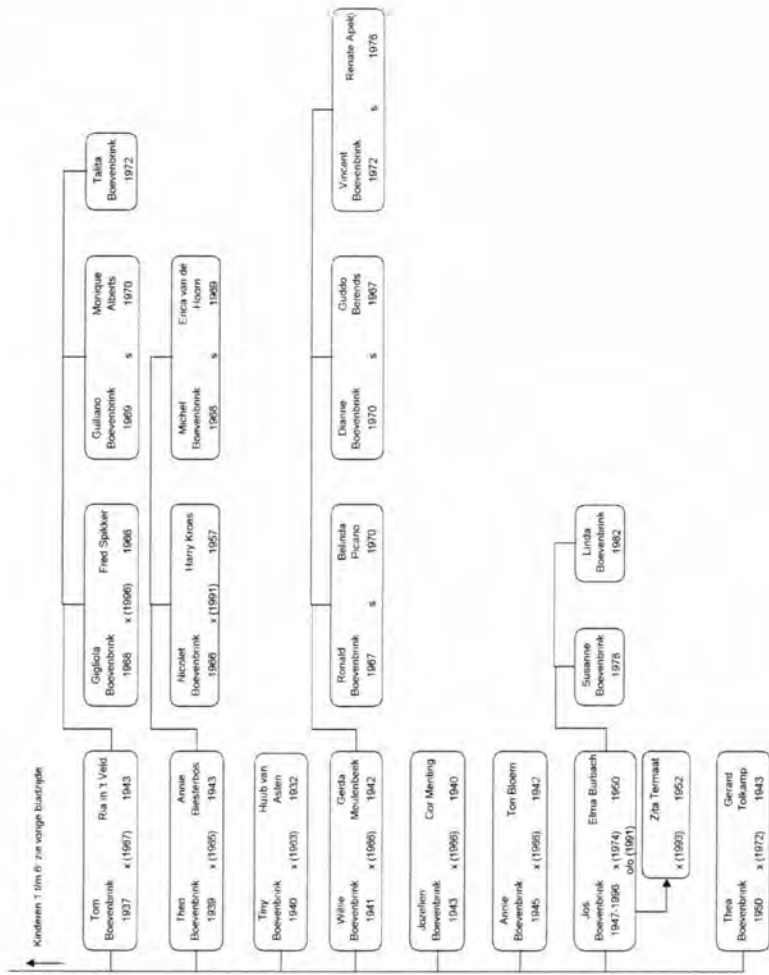 Kinderen 1 t/m 6: zie vorige bladzijde
Tom Ria in 't Veld
Boevenbrink
1937 x (1967) 1943
Gigliola Fred Spikker
Boevenbrink
1968 x (1996) 1966
Guiliano Monique
Boevenbrink Alberts
1969 s 1970
Talita
Boevenbrink
1972
Theo Annie
Boevenbrink Biesterbos
1939 x (1965) 1943
Nicolet Harry Kroes
Boevenbrink
1966 x (1991) 1957
Michel Erica van de
Boevenbrink Hoorn
1968 s 1969
Tiny Huub van
Boevenbrink Asten
1940 x (1963) 1932
Willie Gerda
Boevenbrink Meulenbeek
1941 x (1966) 1942
Ronald Belinda
Boevenbrink Picano
1967 s 1970
Dianne Guddo
Boevenbrink Berends
1970 s 1967
Vincent Renate
Boevenbrink
1972 s 1976
Jozefien Cor Menting
Boevenbrink
1943 x (1966) 1940
Annie Ton Bloem
Boevenbrink
1945 x (1968) 1942
Jos Elma Burbach
Boevenbrink x (1974)
1947-1996 o/o (1991) 1950
Zita Termaat
x (1993) 1952
Susanne
Boevenbrink
1978
Linda
Boevenbrink
1982
Thea Gerard
Boevenbrink Tolkamp
1950 x (1972) 1943